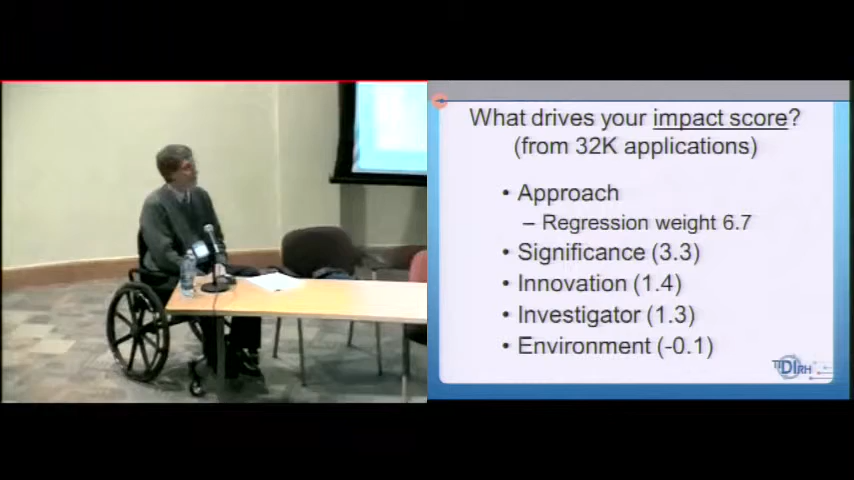 What drives your impact score?
(from 32K applications)
• Approach
– Regression weight 6.7
• Significance (3.3)
• Innovation (1.4)
• Investigator (1.3)
• Environment (-0.1)